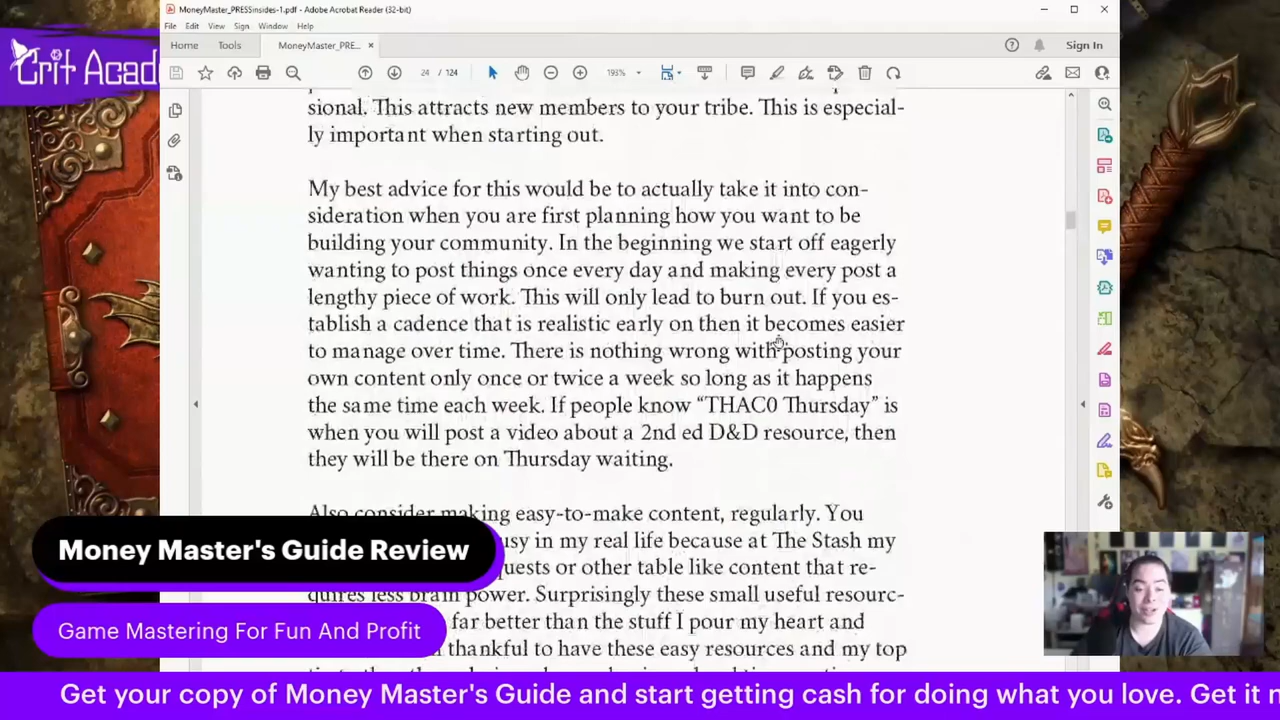 MoneyMaster_PRESSinsides-1.pdf - Adobe Acrobat Reader (32-bit)
File Edit View Sign Window Help
Crit Acad
Home Tools MoneyMaster_PRE... × Sign In
24 / 124 193%
sional. This attracts new members to your tribe. This is especial-
ly important when starting out.
My best advice for this would be to actually take it into con-
sideration when you are first planning how you want to be
building your community. In the beginning we start off eagerly
wanting to post things once every day and making every post a
lengthy piece of work. This will only lead to burn out. If you es-
tablish a cadence that is realistic early on then it becomes easier
to manage over time. There is nothing wrong with posting your
own content only once or twice a week so long as it happens
the same time each week. If people know “THAC0 Thursday” is
when you will post a video about a 2nd ed D&D resource, then
they will be there on Thursday waiting.
Also consider making easy-to-make content, regularly. You
usy in my real life because at The Stash my
uests or other table like content that re-
quires less brain power. Surprisingly these small useful resourc-
far better than the stuff I pour my heart and
thankful to have these easy resources and my top
Money Master's Guide Review
Game Mastering For Fun And Profit
Get your copy of Money Master's Guide and start getting cash for doing what you love. Get it n